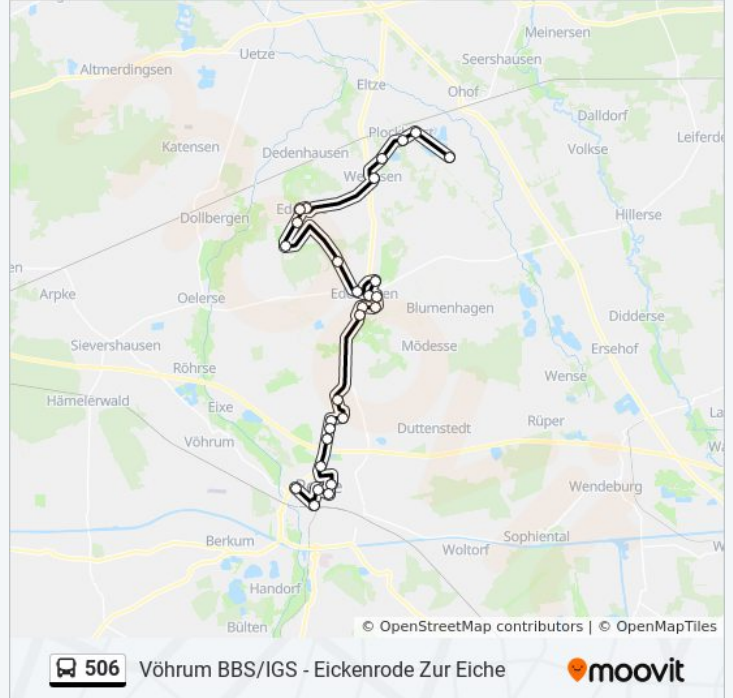 Meinersen
Uetze
Seershausen
Altmerdingsen
Eltze
Ohof
Dalldorf
Plockhorst
Leiferde
Katensen
Dedenhausen
Volkse
Dollbergen
Hillerse
Arpke
Oelerse
Blumenhagen
Didderse
Sievershausen
Mödesse
Ersehof
Röhrse
Wense
Hämelerwald
Eixe
Duttenstedt
Rüper
Vöhrum
Wendeburg
Sophiental
Berkum
Woltorf
Handorf
Bülten
© OpenStreetMap contributors | © OpenMapTiles
506 Vöhrum BBS/IGS - Eickenrode Zur Eiche
moovit